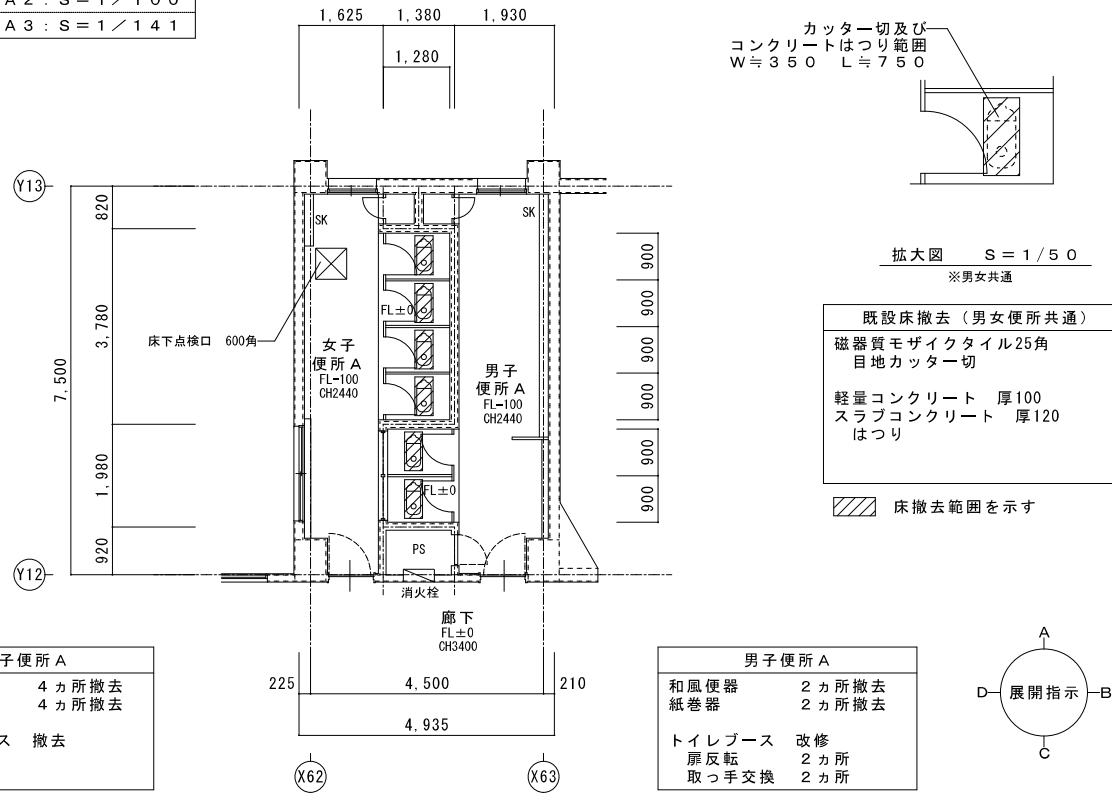 Ａ２：Ｓ＝１／１００
Ａ３：Ｓ＝１／１４１
1,625
1,380
1,930
1,280
カッター切及び
コンクリートはつり範囲
Ｗ≒３５０　Ｌ≒７５０
拡大図　Ｓ＝１/５０
※男女共通
Y13
Y12
820
3,780
1,980
920
7,500
SK
SK
床下点検口　600角
FL±0
女子
便所Ａ
FL-100
CH2440
男子
便所Ａ
FL-100
CH2440
FL±0
PS
消火栓
廊下
FL±0
CH3400
900
900
900
900
900
900
既設床撤去（男女便所共通）
磁器質モザイクタイル25角
目地カッター切
軽量コンクリート　厚100
スラブコンクリート　厚120
はつり
床撤去範囲を示す
225
4,500
210
4,935
X62
X63
子便所Ａ
４ヵ所撤去
４ヵ所撤去
ス　撤去
男子便所Ａ
和風便器　２ヵ所撤去
紙巻器　２ヵ所撤去
トイレブース　改修
扉反転　２ヵ所
取っ手交換　２ヵ所
A
D
展開指示
B
C